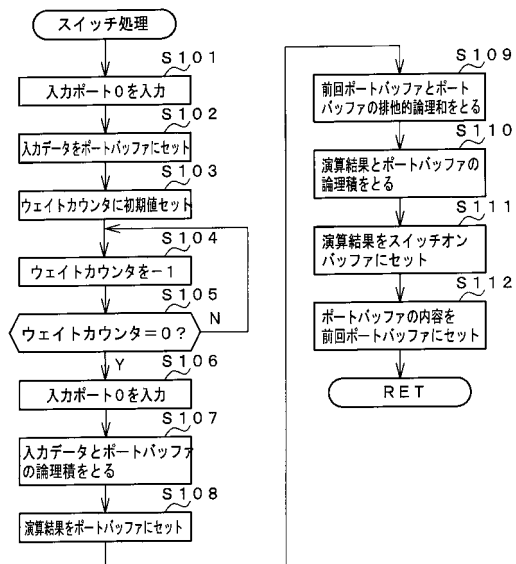 スイッチ処理
S101
入力ポート0を入力
S102
入力データをポートバッファにセット
S103
ウェイトカウンタに初期値セット
S104
ウェイトカウンタを−1
S105
ウェイトカウンタ=0?
N
Y
S106
入力ポート0を入力
S107
入力データとポートバッファ
の論理積をとる
S108
演算結果をポートバッファにセット
S109
前回ポートバッファとポート
バッファの排他的論理和をとる
S110
演算結果とポートバッファの
論理積をとる
S111
演算結果をスイッチオン
バッファにセット
S112
ポートバッファの内容を
前回ポートバッファにセット
RET